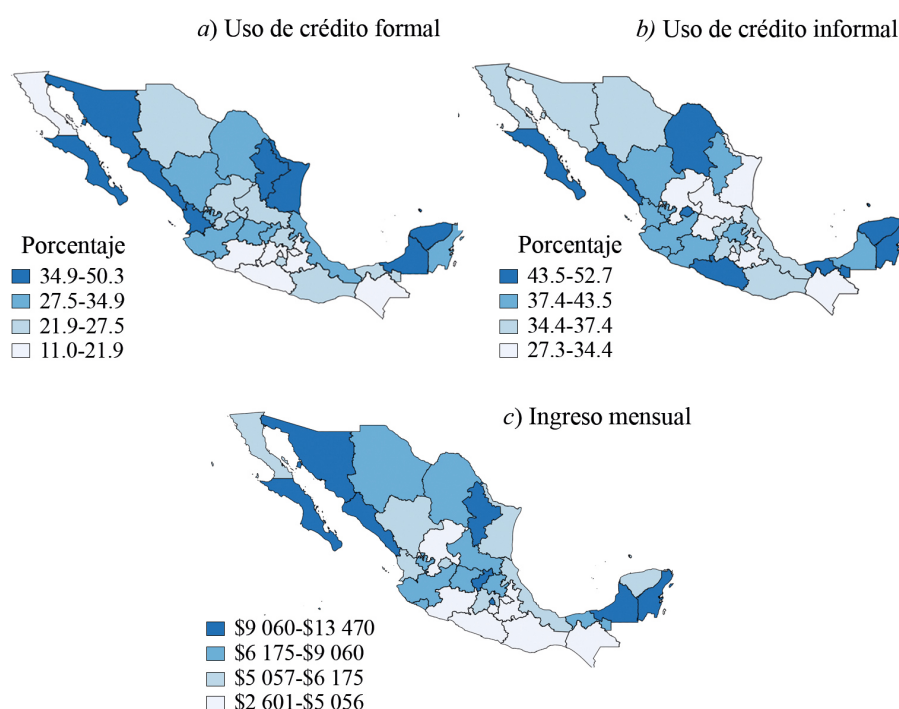 a) Uso de crédito formal
Porcentaje
34.9-50.3
27.5-34.9
21.9-27.5
11.0-21.9
b) Uso de crédito informal
Porcentaje
43.5-52.7
37.4-43.5
34.4-37.4
27.3-34.4
c) Ingreso mensual
$9 060-$13 470
$6 175-$9 060
$5 057-$6 175
$2 601-$5 056